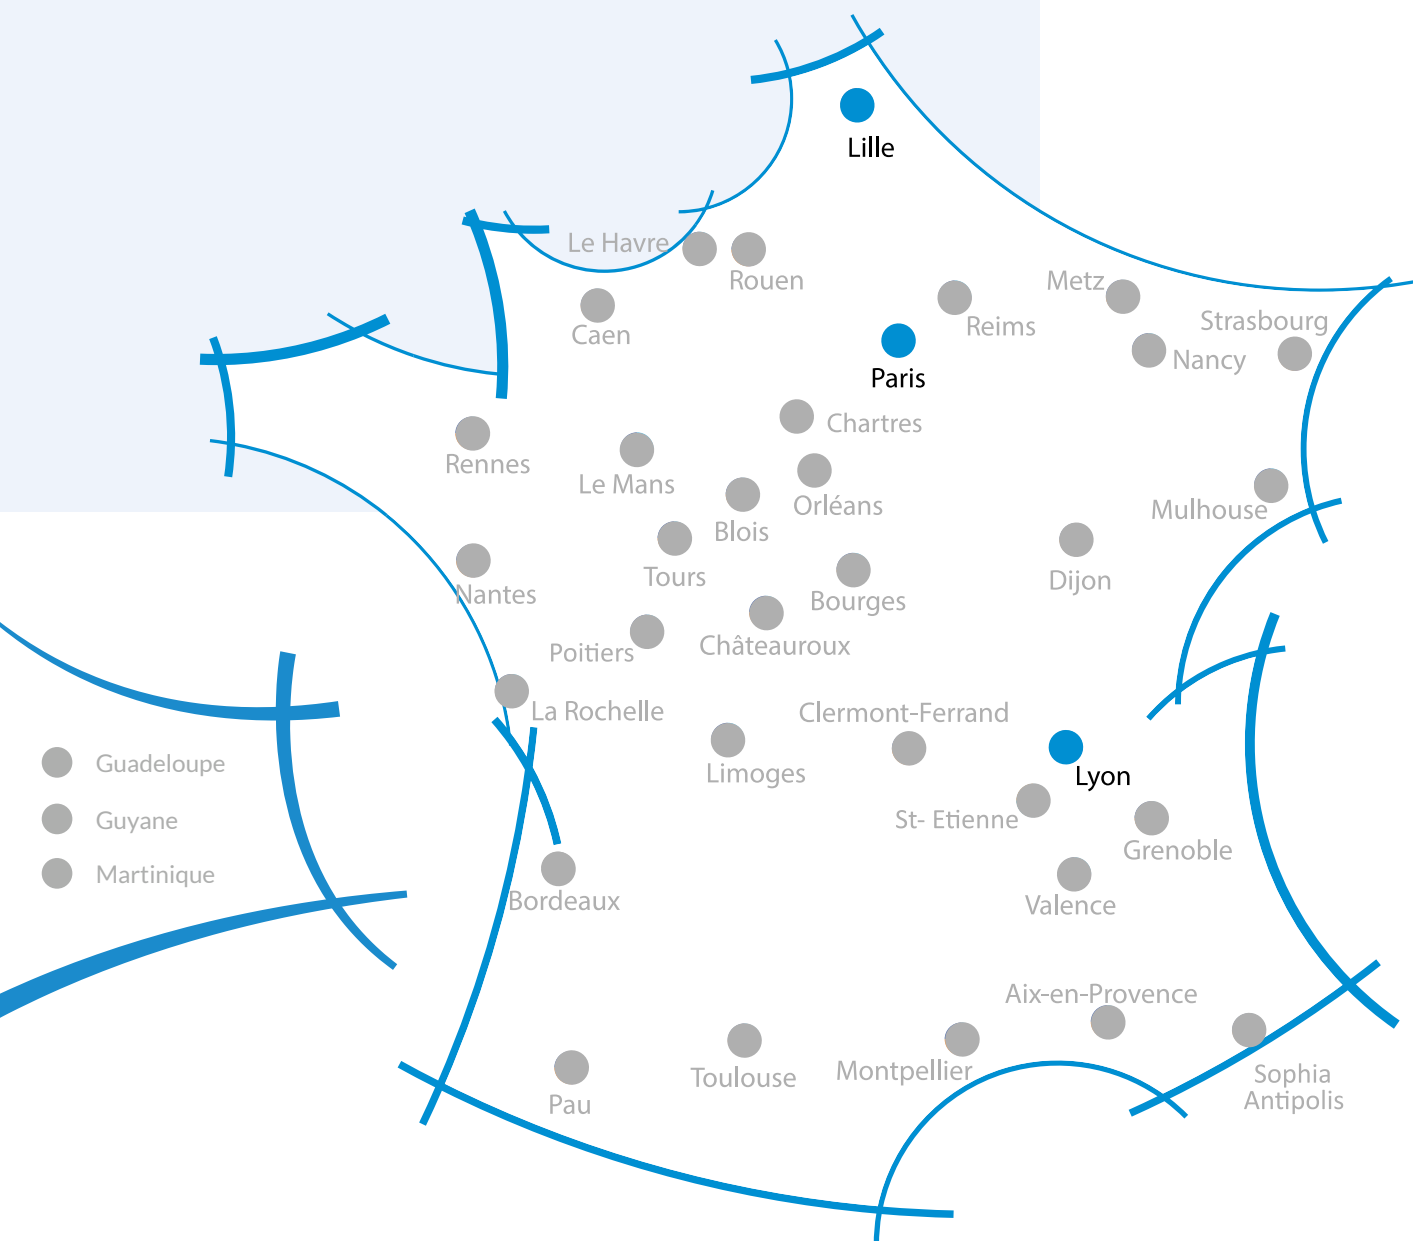 Lille
Le Havre
Rouen
Metz
Caen
Reims
Strasbourg
Nancy
Paris
Chartres
Rennes
Le Mans
Orléans
Mulhouse
Blois
Tours
Dijon
Nantes
Bourges
Poitiers
Châteauroux
La Rochelle
Clermont-Ferrand
Guadeloupe
Limoges
Lyon
Guyane
St- Etienne
Grenoble
Martinique
Bordeaux
Valence
Aix-en-Provence
Montpellier
Toulouse
Sophia
Antipolis
Pau